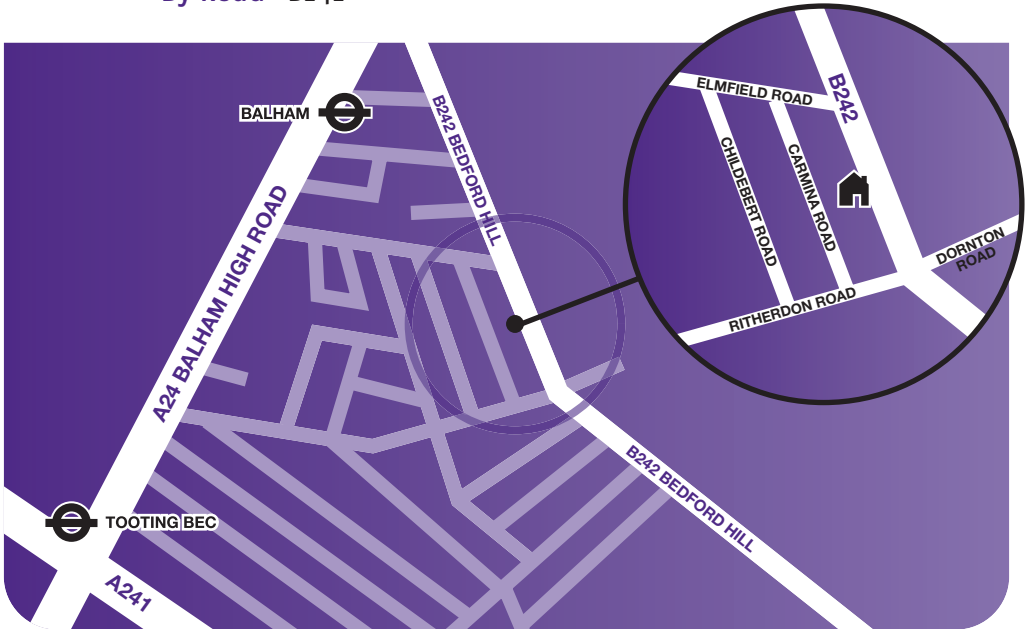 BALHAM
B242 BEDFORD HILL
A24 BALHAM HIGH ROAD
TOOTING BEC
A241
B242 BEDFORD HILL
ELMFIELD ROAD
B242
CHILDEBERT ROAD
CARMINA ROAD
DORNTON
ROAD
RITHERDON ROAD